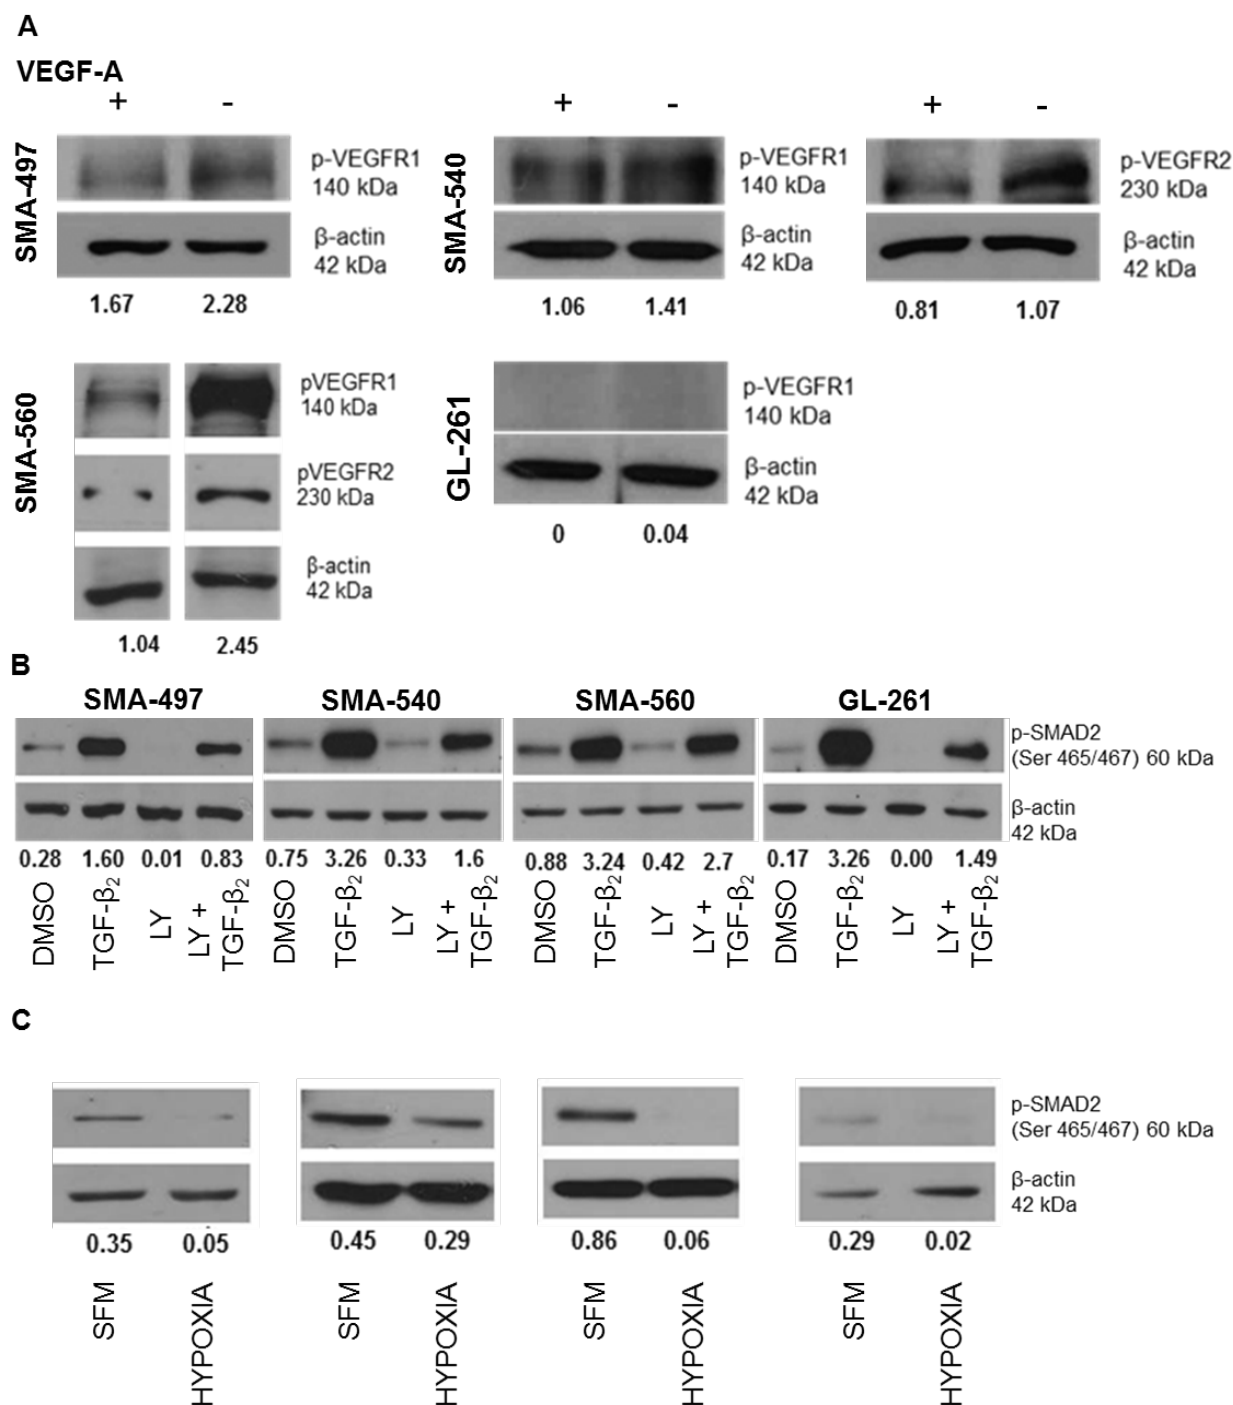 A
VEGF-A
+ - + - + -
SMA-497
p-VEGFR1
140 kDa
β-actin
42 kDa
1.67 2.28
SMA-540
p-VEGFR1
140 kDa
β-actin
42 kDa
1.06 1.41
p-VEGFR2
230 kDa
β-actin
42 kDa
0.81 1.07
SMA-560
pVEGFR1
140 kDa
pVEGFR2
230 kDa
β-actin
42 kDa
1.04 2.45
GL-261
p-VEGFR1
140 kDa
β-actin
42 kDa
0 0.04
B
SMA-497 SMA-540 SMA-560 GL-261
p-SMAD2
(Ser 465/467) 60 kDa
β-actin
42 kDa
0.28 1.60 0.01 0.83 0.75 3.26 0.33 1.6 0.88 3.24 0.42 2.7 0.17 3.26 0.00 1.49
DMSO
TGF-β₂
LY
LY +
TGF-β₂
DMSO
TGF-β₂
LY
LY +
TGF-β₂
DMSO
TGF-β₂
LY
LY +
TGF-β₂
DMSO
TGF-β₂
LY
LY +
TGF-β₂
C
p-SMAD2
(Ser 465/467) 60 kDa
β-actin
42 kDa
0.35 0.05 0.45 0.29 0.86 0.06 0.29 0.02
SFM
HYPOXIA
SFM
HYPOXIA
SFM
HYPOXIA
SFM
HYPOXIA